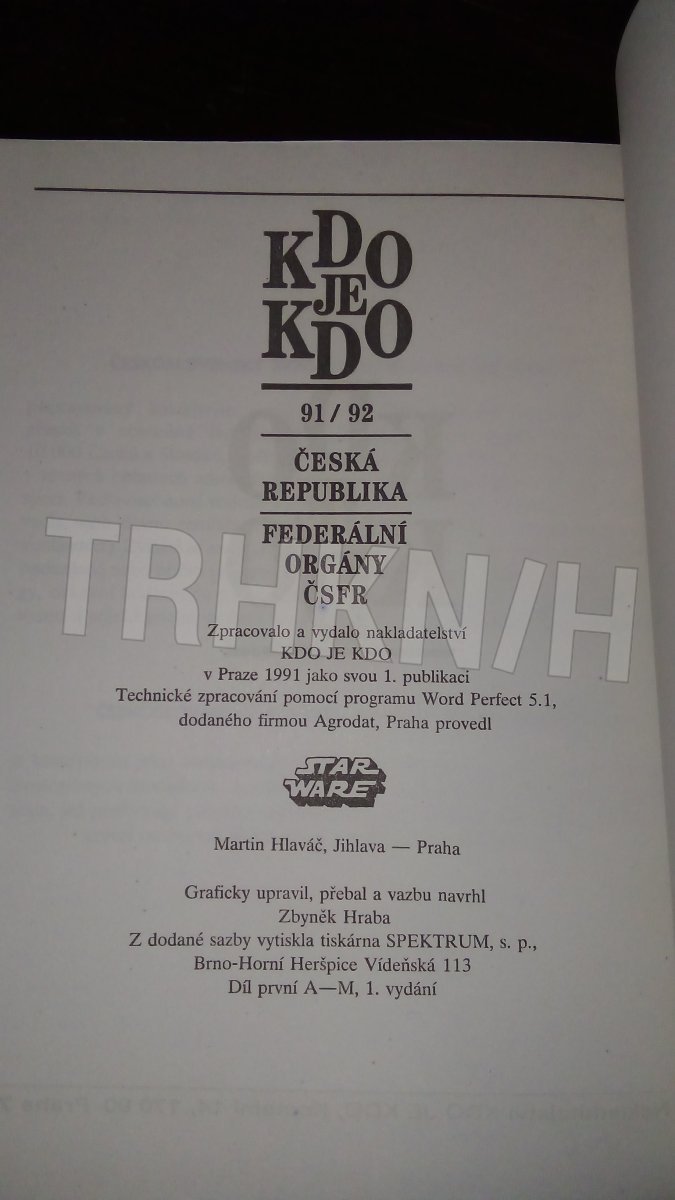 KDO
JE
KDO
91 / 92
ČESKÁ
REPUBLIKA
FEDERÁLNÍ
ORGÁNY
ČSFR
TRHKN/H
Zpracovalo a vydalo nakladatelství
KDO JE KDO
v Praze 1991 jako svou 1. publikaci
Technické zpracování pomocí programu Word Perfect 5.1,
dodaného firmou Agrodat, Praha provedl
STAR
WARE
Martin Hlaváč, Jihlava — Praha
Graficky upravil, přebal a vazbu navrhl
Zbyněk Hraba
Z dodané sazby vytiskla tiskárna SPEKTRUM, s. p.,
Brno-Horní Heršpice Vídeňská 113
Díl první A—M, 1. vydání